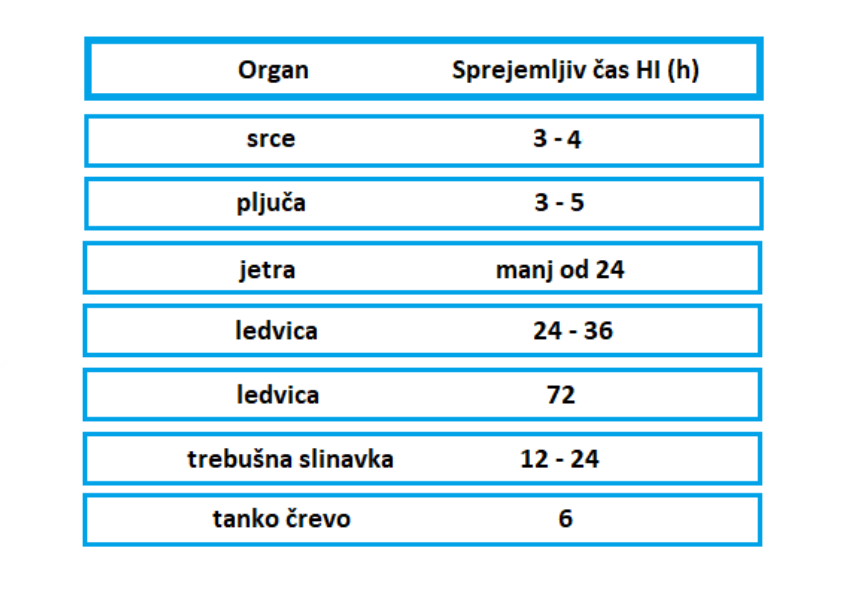 Organ Sprejemljiv čas HI (h)
srce 3 - 4
pljuča 3 - 5
jetra manj od 24
ledvica 24 - 36
ledvica 72
trebušna slinavka 12 - 24
tanko črevo 6